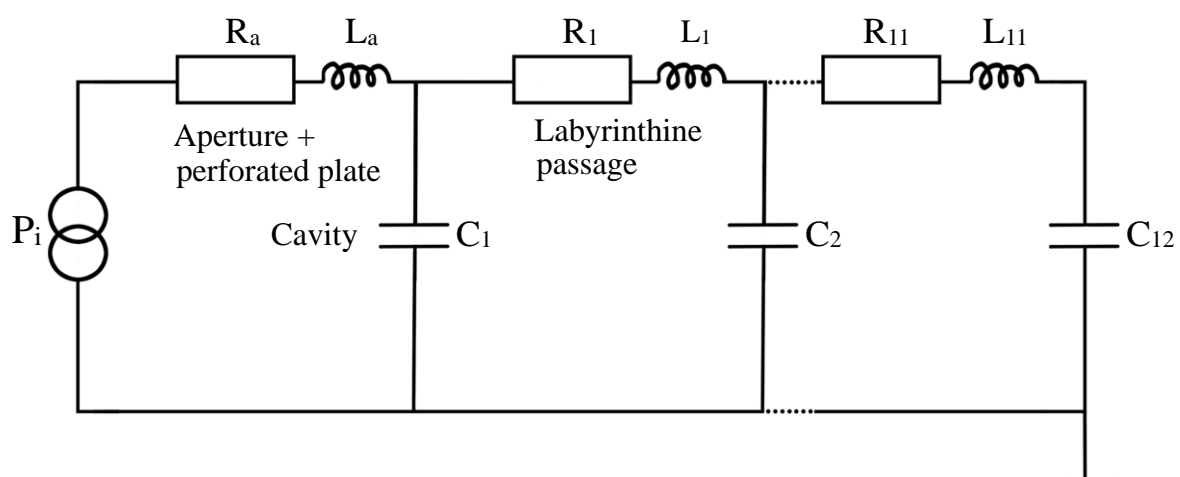 Ra
La
R1
L1
R11
L11
Aperture +
perforated plate
Labyrinthine
passage
Pi
Cavity
C1
C2
C12